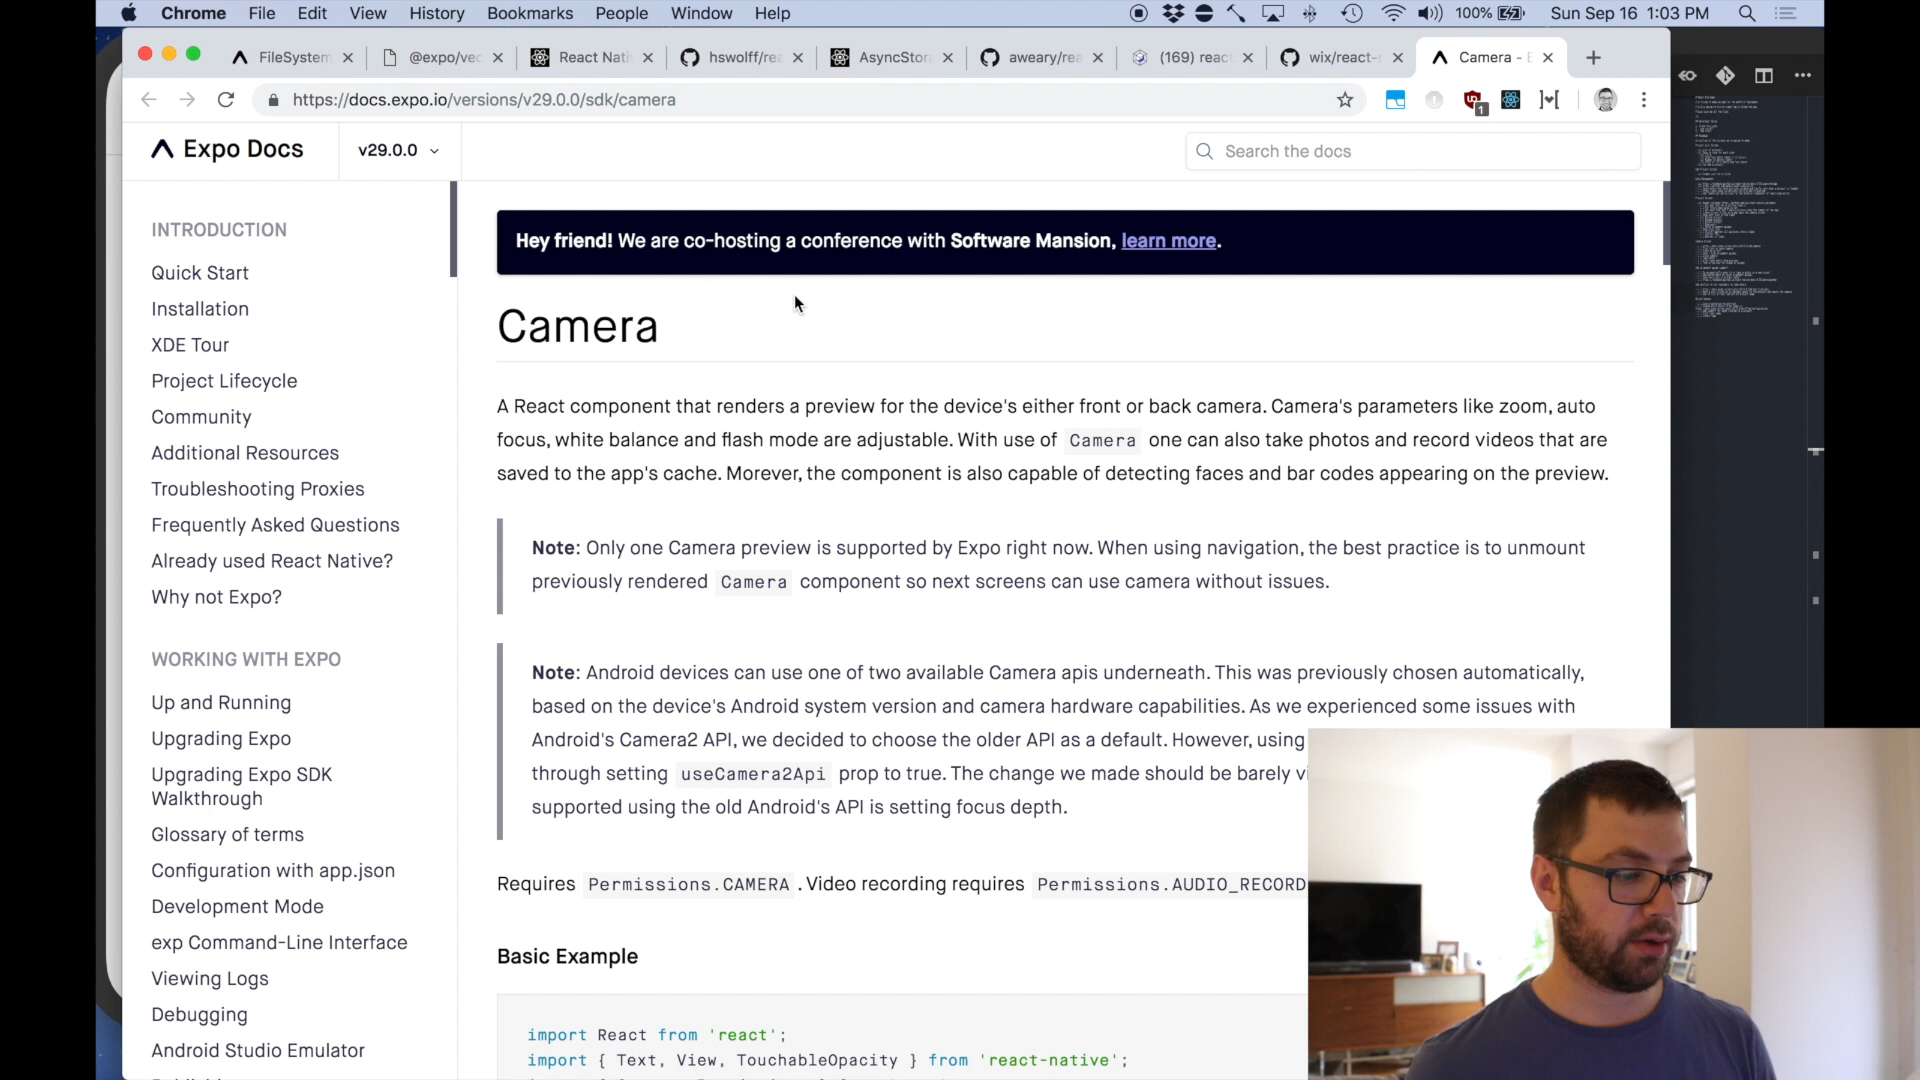 Chrome File Edit View History Bookmarks People Window Help 100% Sun Sep 16 1:03 PM
FileSystem @expo/vec React Nati hswolff/rea AsyncStor aweary/rea (169) reac wix/react- Camera - E
https://docs.expo.io/versions/v29.0.0/sdk/camera
1
Expo Docs v29.0.0 Search the docs
INTRODUCTION
Quick Start
Installation
XDE Tour
Project Lifecycle
Community
Additional Resources
Troubleshooting Proxies
Frequently Asked Questions
Already used React Native?
Why not Expo?
WORKING WITH EXPO
Up and Running
Upgrading Expo
Upgrading Expo SDK
Walkthrough
Glossary of terms
Configuration with app.json
Development Mode
exp Command-Line Interface
Viewing Logs
Debugging
Android Studio Emulator
Hey friend! We are co-hosting a conference with Software Mansion, learn more.
Camera
A React component that renders a preview for the device's either front or back camera. Camera's parameters like zoom, auto
focus, white balance and flash mode are adjustable. With use of Camera one can also take photos and record videos that are
saved to the app's cache. Morever, the component is also capable of detecting faces and bar codes appearing on the preview.
Note: Only one Camera preview is supported by Expo right now. When using navigation, the best practice is to unmount
previously rendered Camera component so next screens can use camera without issues.
Note: Android devices can use one of two available Camera apis underneath. This was previously chosen automatically,
based on the device's Android system version and camera hardware capabilities. As we experienced some issues with
Android's Camera2 API, we decided to choose the older API as a default. However, using
through setting useCamera2Api prop to true. The change we made should be barely vi
supported using the old Android's API is setting focus depth.
Requires Permissions.CAMERA . Video recording requires Permissions.AUDIO_RECORD
Basic Example
import React from 'react';
import { Text, View, TouchableOpacity } from 'react-native';